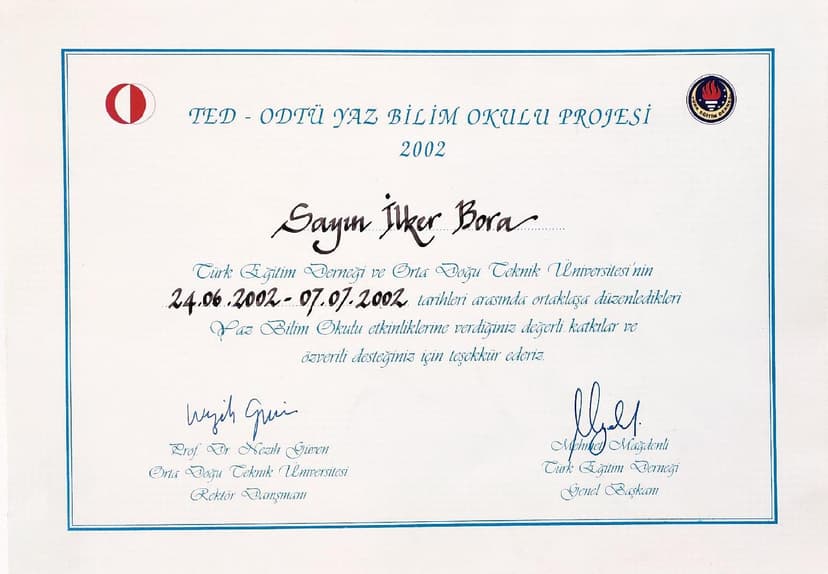 TED - ODTÜ YAZ BİLİM OKULU PROJESİ
2002
Sayın İlker Bora
Türk Eğitim Derneği ve Orta Doğu Teknik Üniversitesi'nin
24.06.2002 - 07.07.2002 tarihleri arasında ortaklaşa düzenledikleri
Yaz Bilim Okulu etkinliklerine verdiğiniz değerli katkılar ve
özverili desteğiniz için teşekkür ederiz.
Prof. Dr. Nezih Güven
Orta Doğu Teknik Üniversitesi
Rektör Danışmanı
Mehmet Mağdenli
Türk Eğitim Derneği
Genel Başkanı